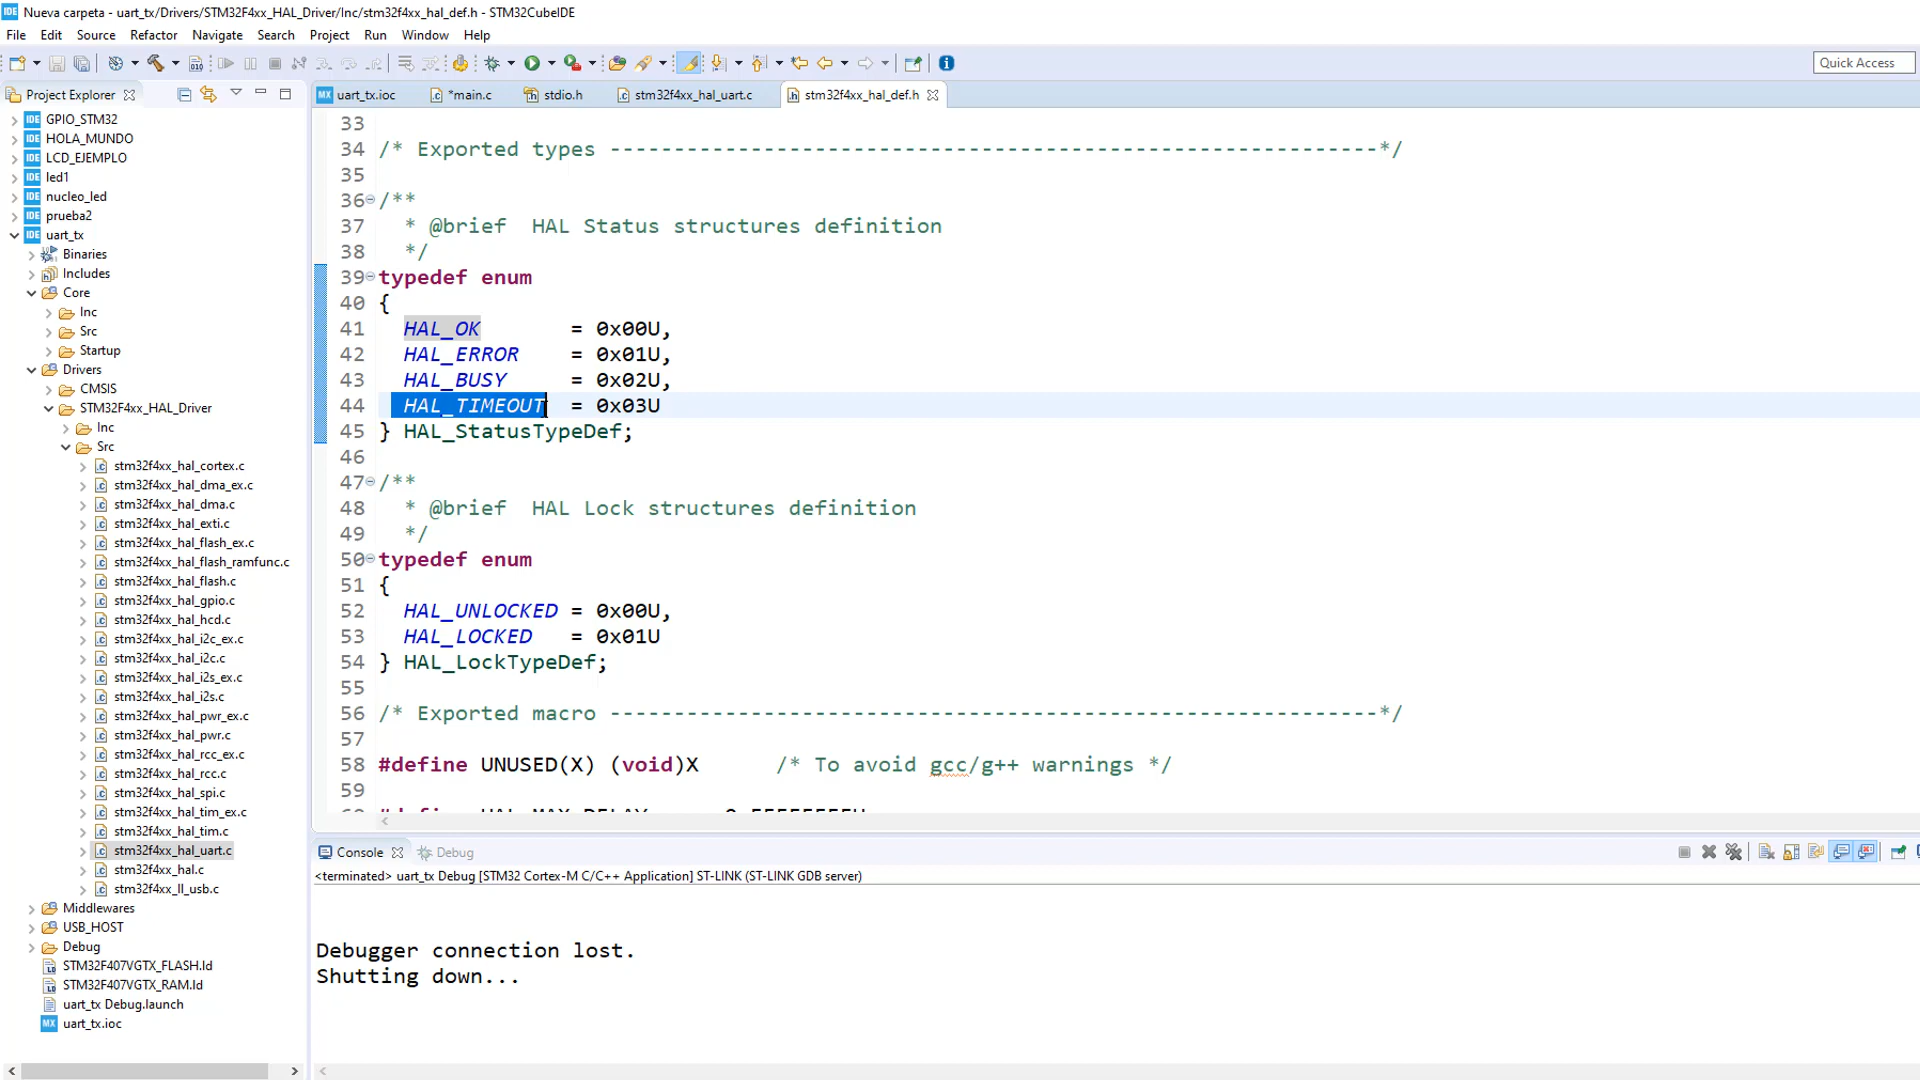 Nueva carpeta - uart_tx/Drivers/STM32F4xx_HAL_Driver/Inc/stm32f4xx_hal_def.h - STM32CubeIDE
File Edit Source Refactor Navigate Search Project Run Window Help
Quick Access
Project Explorer
uart_tx.ioc *main.c stdio.h stm32f4xx_hal_uart.c stm32f4xx_hal_def.h
GPIO_STM32
HOLA_MUNDO
LCD_EJEMPLO
led1
nucleo_led
prueba2
uart_tx
Binaries
Includes
Core
Inc
Src
Startup
Drivers
CMSIS
STM32F4xx_HAL_Driver
Inc
Src
stm32f4xx_hal_cortex.c
stm32f4xx_hal_dma_ex.c
stm32f4xx_hal_dma.c
stm32f4xx_hal_exti.c
stm32f4xx_hal_flash_ex.c
stm32f4xx_hal_flash_ramfunc.c
stm32f4xx_hal_flash.c
stm32f4xx_hal_gpio.c
stm32f4xx_hal_hcd.c
stm32f4xx_hal_i2c_ex.c
stm32f4xx_hal_i2c.c
stm32f4xx_hal_i2s_ex.c
stm32f4xx_hal_i2s.c
stm32f4xx_hal_pwr_ex.c
stm32f4xx_hal_pwr.c
stm32f4xx_hal_rcc_ex.c
stm32f4xx_hal_rcc.c
stm32f4xx_hal_spi.c
stm32f4xx_hal_tim_ex.c
stm32f4xx_hal_tim.c
stm32f4xx_hal_uart.c
stm32f4xx_hal.c
stm32f4xx_ll_usb.c
Middlewares
USB_HOST
Debug
STM32F407VGTX_FLASH.ld
STM32F407VGTX_RAM.ld
uart_tx Debug.launch
uart_tx.ioc
33
34 /* Exported types ------------------------------------------------------------*/
35
36 /**
37 * @brief HAL Status structures definition
38 */
39 typedef enum
40 {
41 HAL_OK = 0x00U,
42 HAL_ERROR = 0x01U,
43 HAL_BUSY = 0x02U,
44 HAL_TIMEOUT = 0x03U
45 } HAL_StatusTypeDef;
46
47 /**
48 * @brief HAL Lock structures definition
49 */
50 typedef enum
51 {
52 HAL_UNLOCKED = 0x00U,
53 HAL_LOCKED = 0x01U
54 } HAL_LockTypeDef;
55
56 /* Exported macro ------------------------------------------------------------*/
57
58 #define UNUSED(X) (void)X /* To avoid gcc/g++ warnings */
59
Console Debug
<terminated> uart_tx Debug [STM32 Cortex-M C/C++ Application] ST-LINK (ST-LINK GDB server)
Debugger connection lost.
Shutting down...